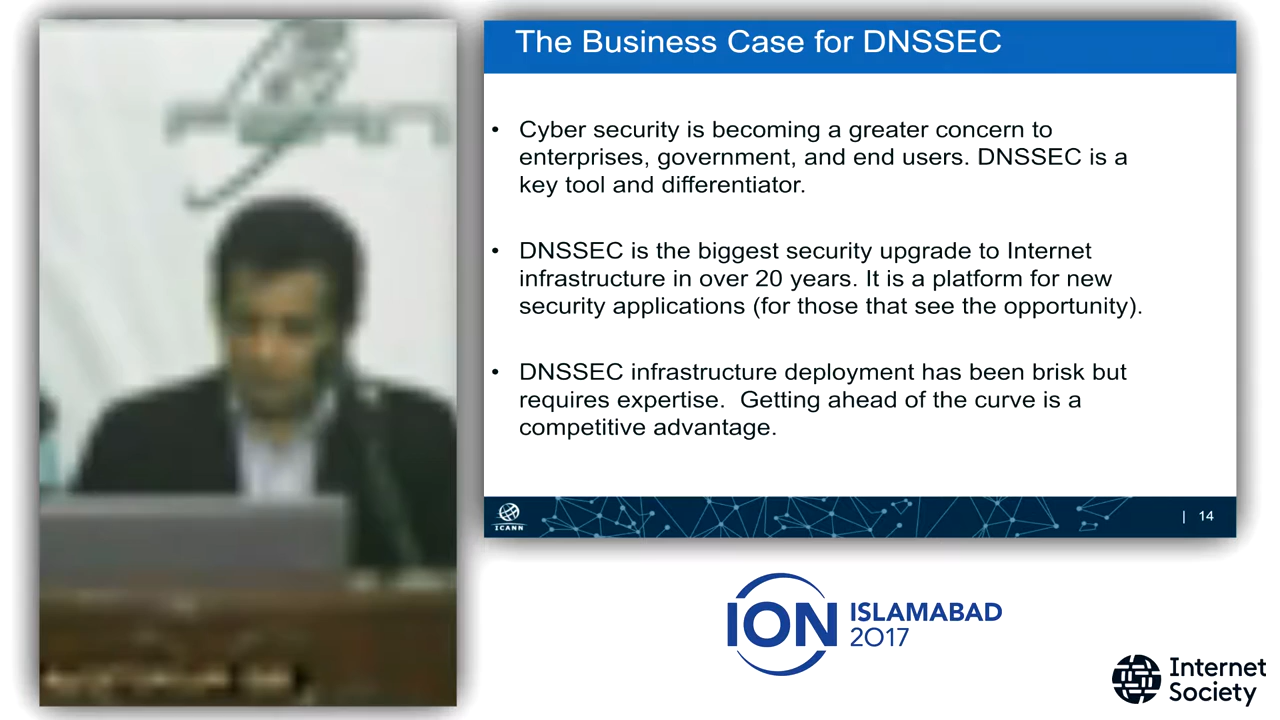 The Business Case for DNSSEC
• Cyber security is becoming a greater concern to
enterprises, government, and end users. DNSSEC is a
key tool and differentiator.
• DNSSEC is the biggest security upgrade to Internet
infrastructure in over 20 years. It is a platform for new
security applications (for those that see the opportunity).
• DNSSEC infrastructure deployment has been brisk but
requires expertise.  Getting ahead of the curve is a
competitive advantage.
ICANN
| 14
ION ISLAMABAD
2017
Internet
Society